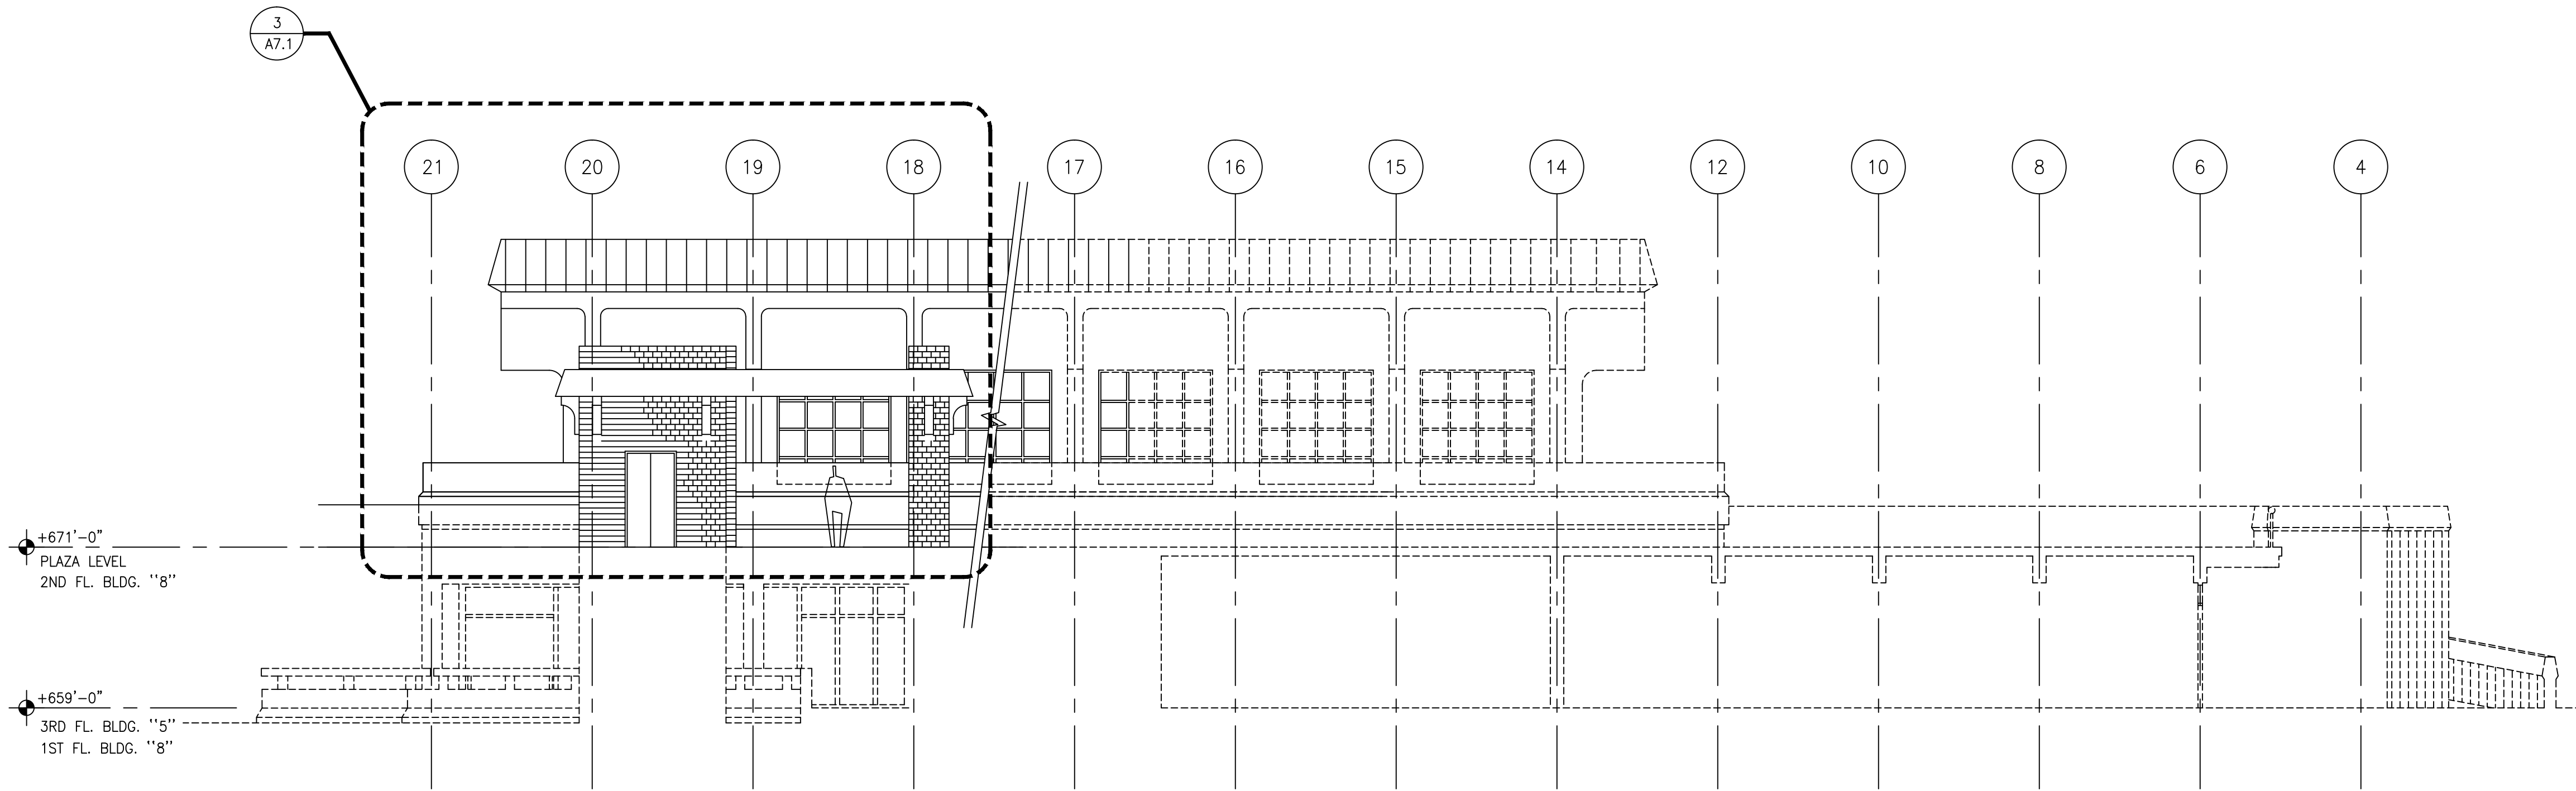 3
A7.1
21 20 19 18 17 16 15 14 12 10 8 6 4
+671'-0"
PLAZA LEVEL
2ND FL. BLDG. "8"
+659'-0"
3RD FL. BLDG. "5"
1ST FL. BLDG. "8"